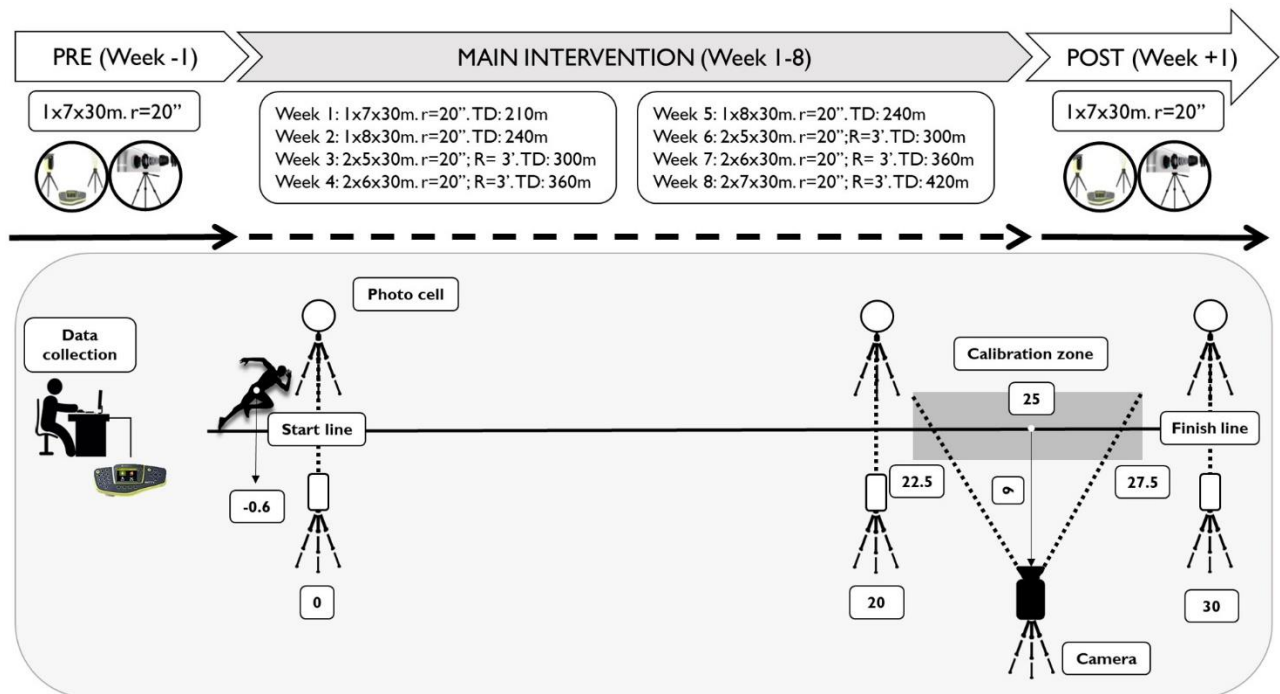 PRE (Week -1)
MAIN INTERVENTION (Week 1-8)
POST (Week +1)
1x7x30m. r=20”
Week 1: 1x7x30m. r=20”. TD: 210m
Week 2: 1x8x30m. r=20”. TD: 240m
Week 3: 2x5x30m. r=20”; R= 3’. TD: 300m
Week 4: 2x6x30m. r=20”; R=3’. TD: 360m
Week 5: 1x8x30m. r=20”. TD: 240m
Week 6: 2x5x30m. r=20”; R=3’. TD: 300m
Week 7: 2x6x30m. r=20”; R= 3’. TD: 360m
Week 8: 2x7x30m. r=20”; R=3’. TD: 420m
1x7x30m. r=20”
Photo cell
Data
collection
Calibration zone
25
Start line
Finish line
-0.6
22.5
9
27.5
0
20
30
Camera